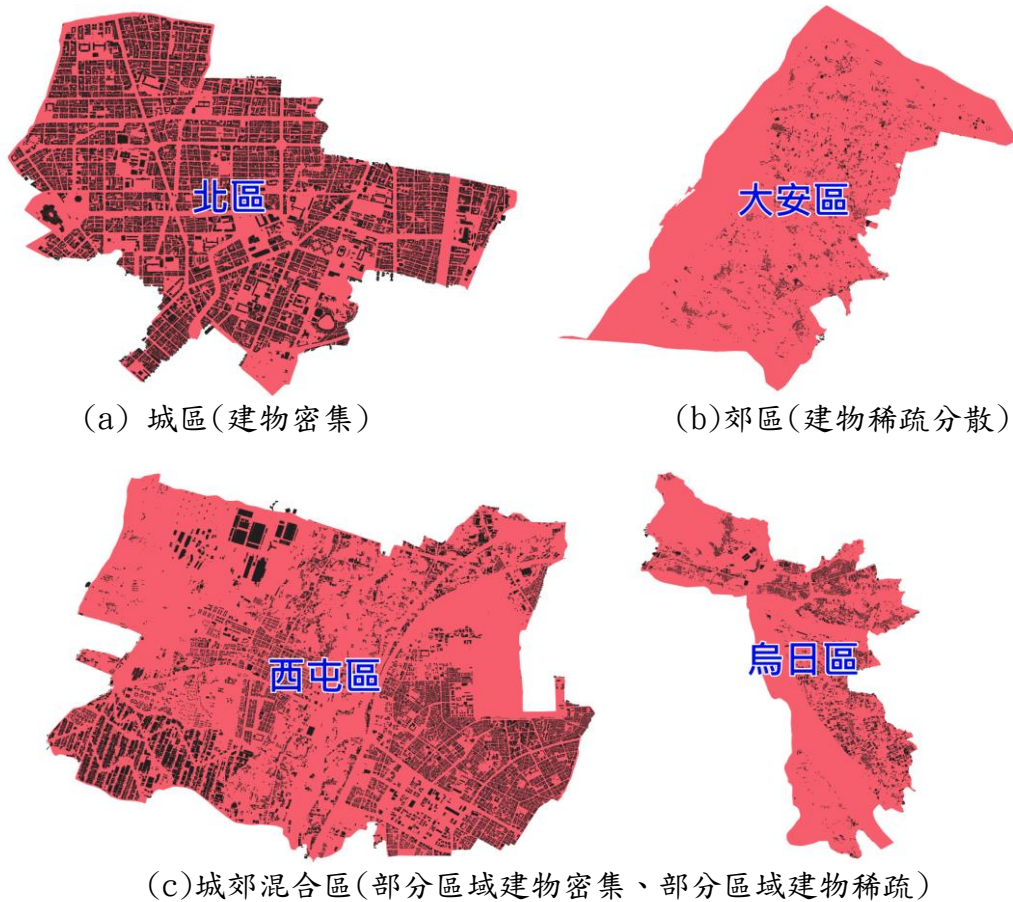 北區
大安區
(a) 城區(建物密集)
(b)郊區(建物稀疏分散)
西屯區
烏日區
(c)城郊混合區(部分區域建物密集、部分區域建物稀疏)